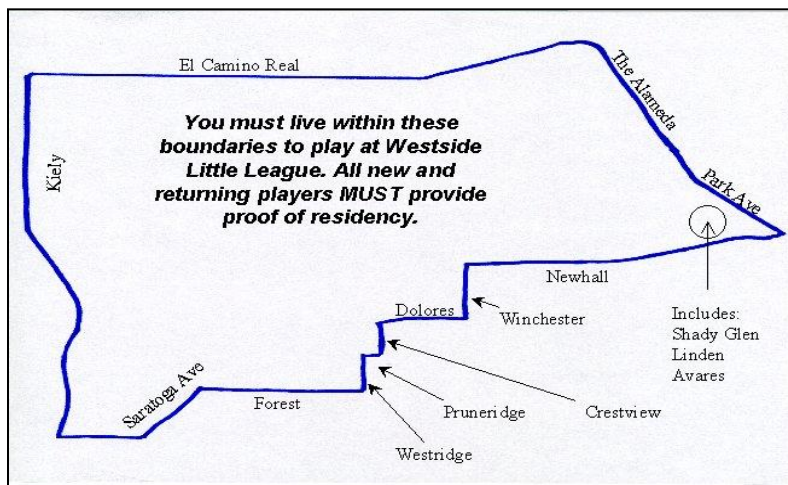 El Camino Real
The Alameda
You must live within these
boundaries to play at Westside
Little League. All new and
returning players MUST provide
proof of residency.
Kiely
Park Ave
Newhall
Dolores
Winchester
Includes:
Shady Glen
Linden
Avares
Saratoga Ave
Forest
Pruneridge
Crestview
Westridge